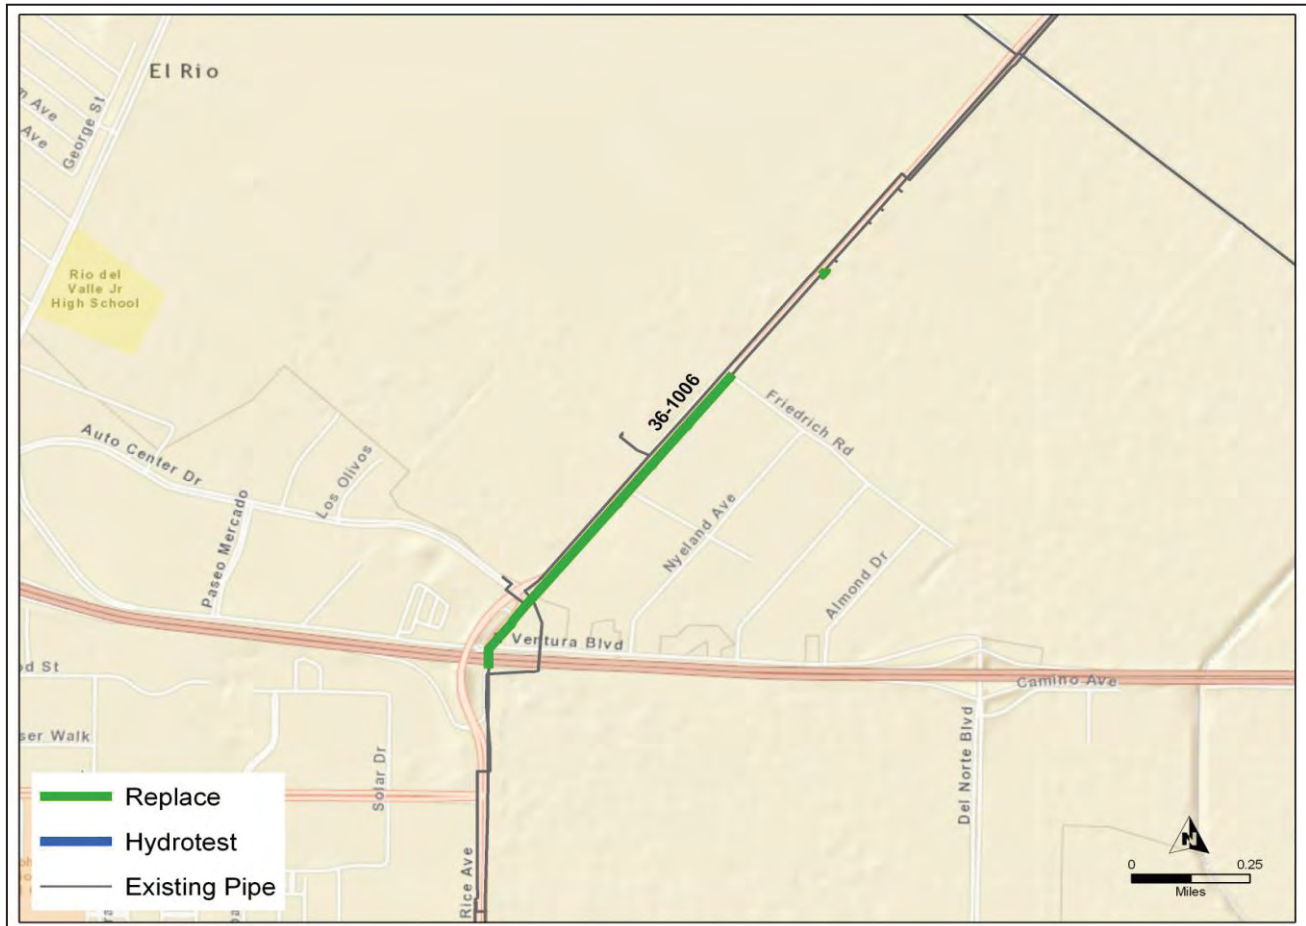 El Rio
Ave
George St
Ave
Rio del
Valle Jr
High School
36-1006
Friedrich Rd
Auto Center Dr
Los Olivos
Paseo Mercado
Nyeland Ave
Almond Dr
Ventura Blvd
Camino Ave
od St
ser Walk
Solar Dr
Del Norte Blvd
Rice Ave
Replace
Hydrotest
Existing Pipe
N
0 0.25
Miles